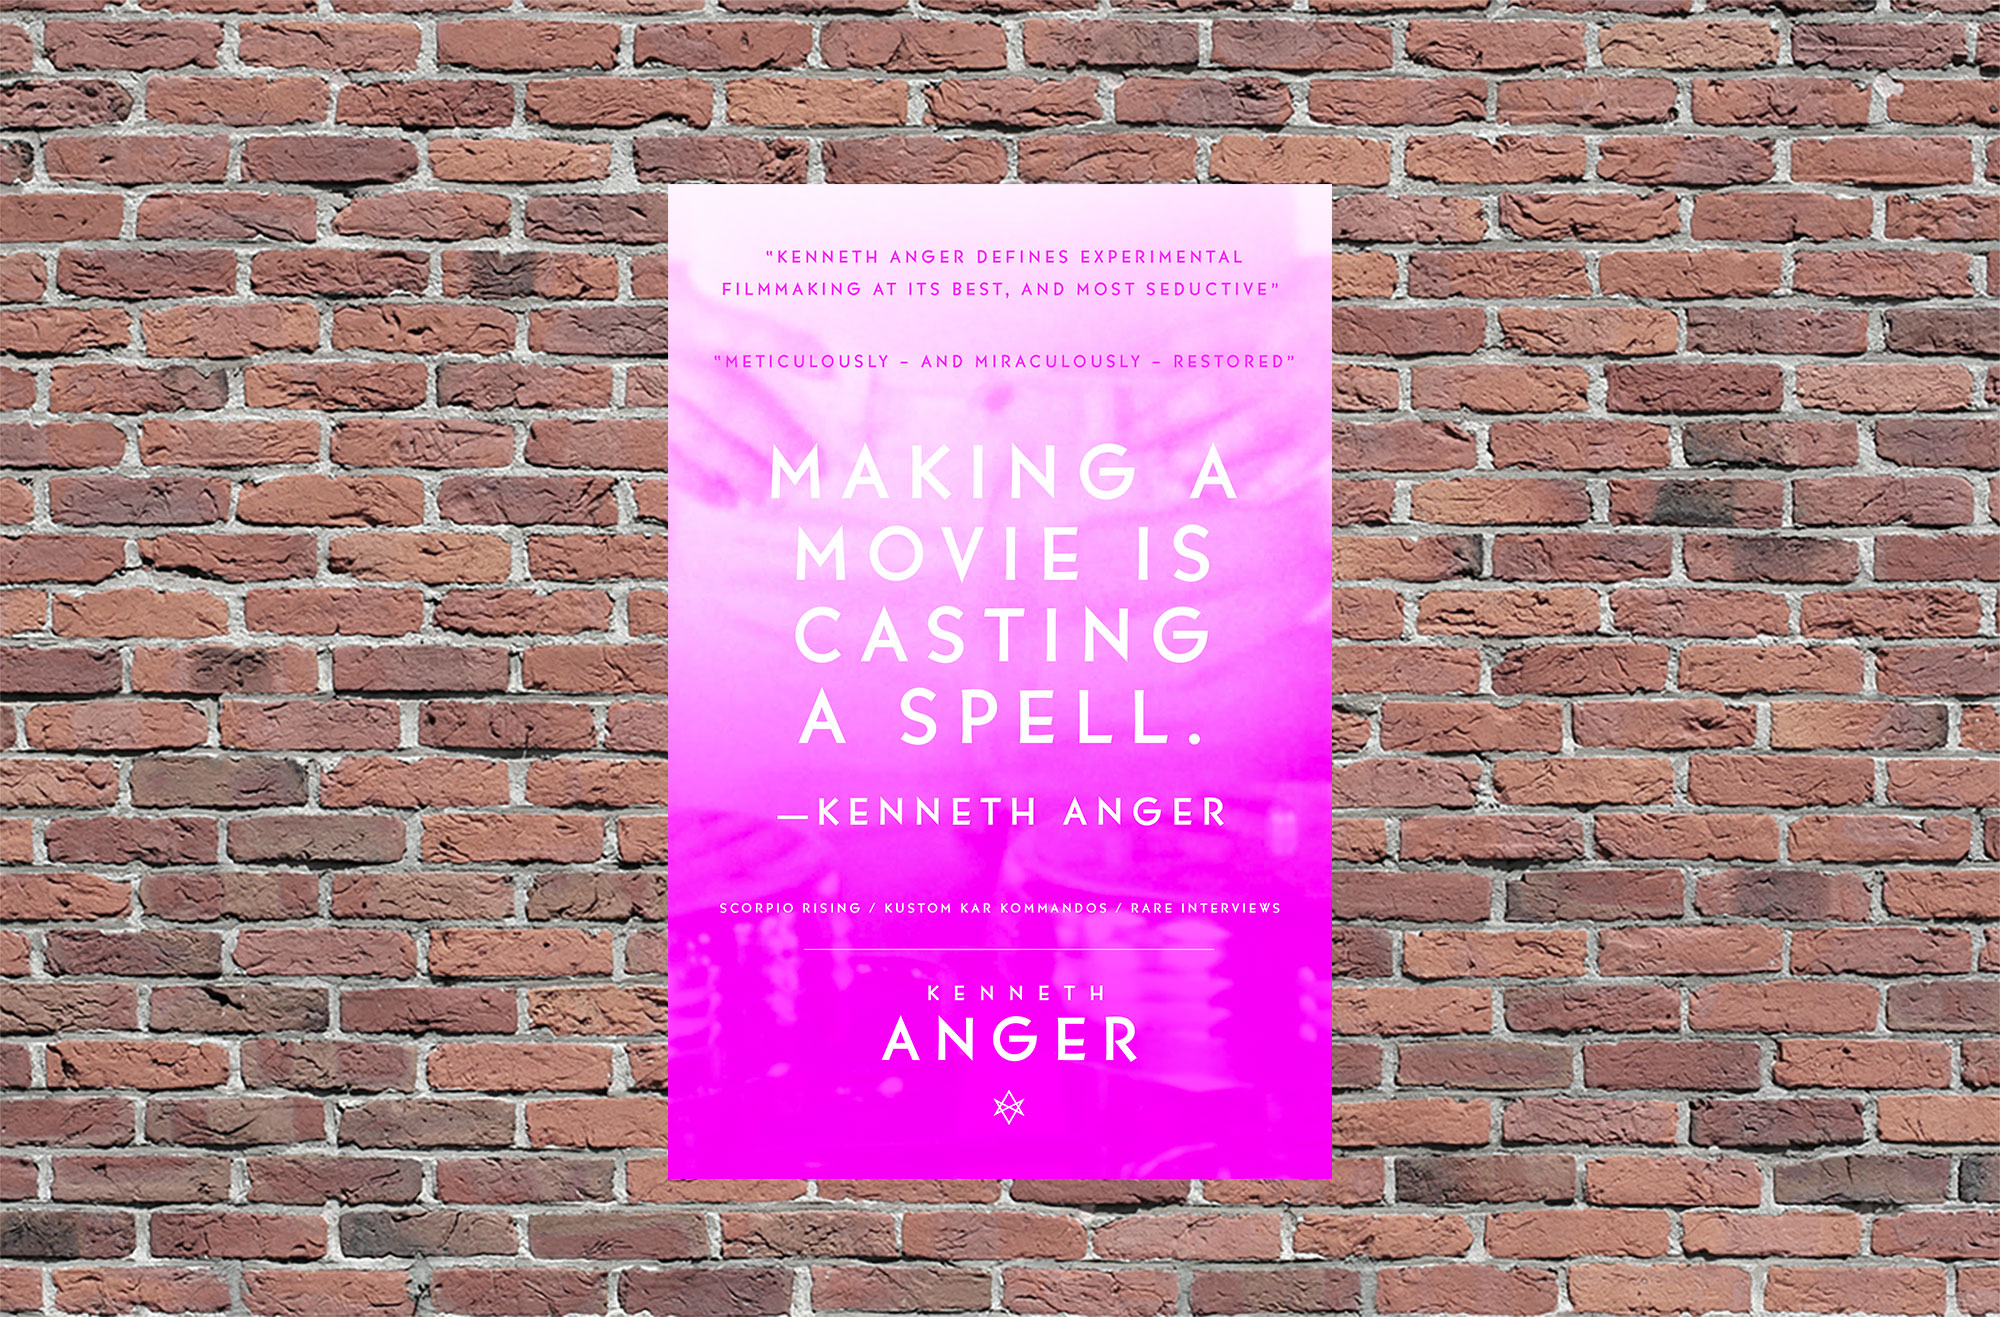 “KENNETH ANGER DEFINES EXPERIMENTAL
FILMMAKING AT ITS BEST, AND MOST SEDUCTIVE”
“METICULOUSLY – AND MIRACULOUSLY – RESTORED”
MAKING A
MOVIE IS
CASTING
A SPELL.
—KENNETH ANGER
SCORPIO RISING / KUSTOM KAR KOMMANDOS / RARE INTERVIEWS
KENNETH
ANGER